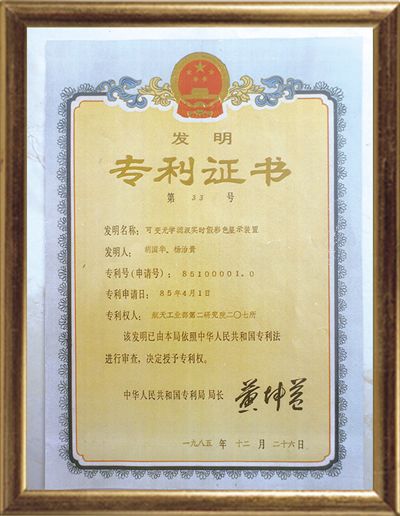 发明
专利证书
第 33 号
发明名称：可变光学滤波实时假彩色显示装置
发明人：胡国华、杨治贵
专利号(申请号)：85100001.0
专利申请日：85年4月1日
专利权人：航天工业部第二研究院二〇七所
该发明已由本局依照中华人民共和国专利法
进行审查，决定授予专利权。
中华人民共和国专利局 局长 黄坤益
一九八五 年 十二 月 二十六日